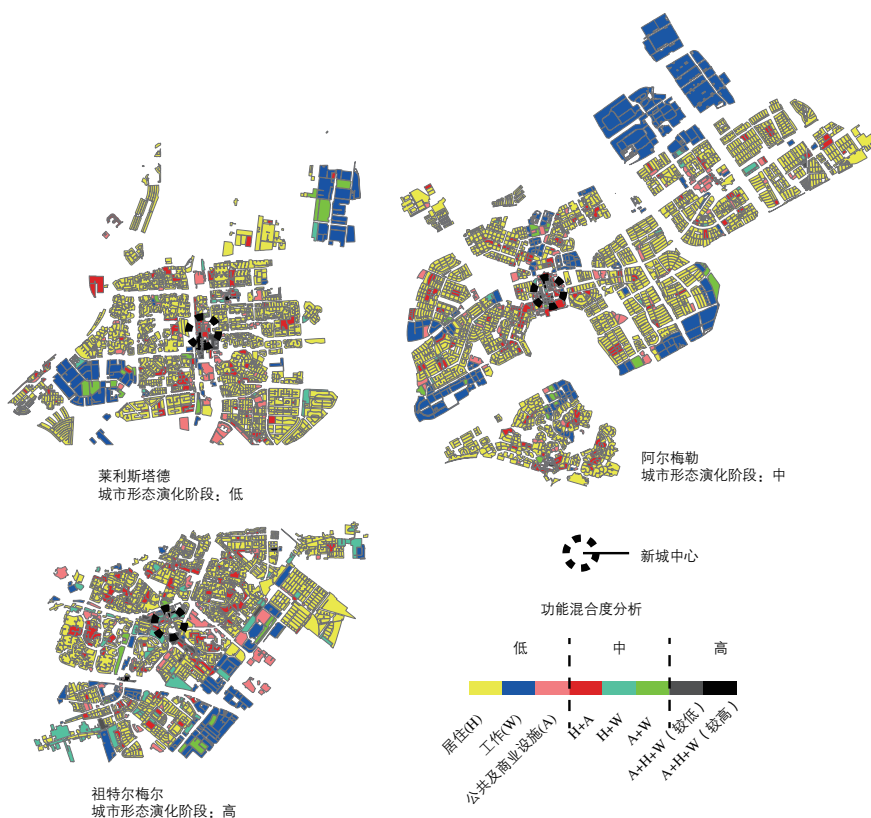 莱利斯塔德
城市形态演化阶段：低
阿尔梅勒
城市形态演化阶段：中
祖特尔梅尔
城市形态演化阶段：高
新城中心
功能混合度分析
低 中 高
居住(H)
工作(W)
公共及商业设施(A)
H+A
H+W
A+W
A+H+W（较低）
A+H+W（较高）